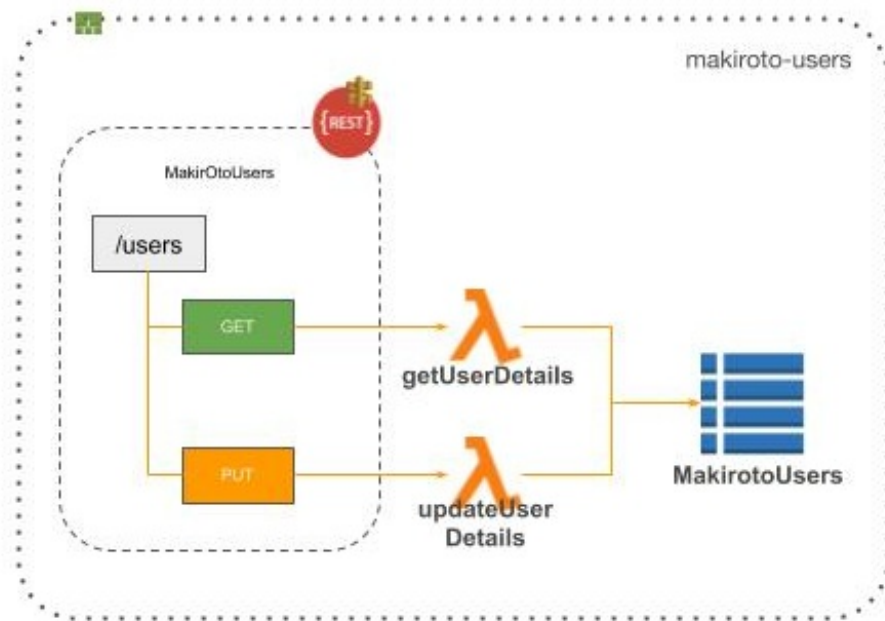 makiroto-users
{REST}
MakirOtoUsers
/users
GET
getUserDetails
PUT
updateUser
Details
MakirotoUsers